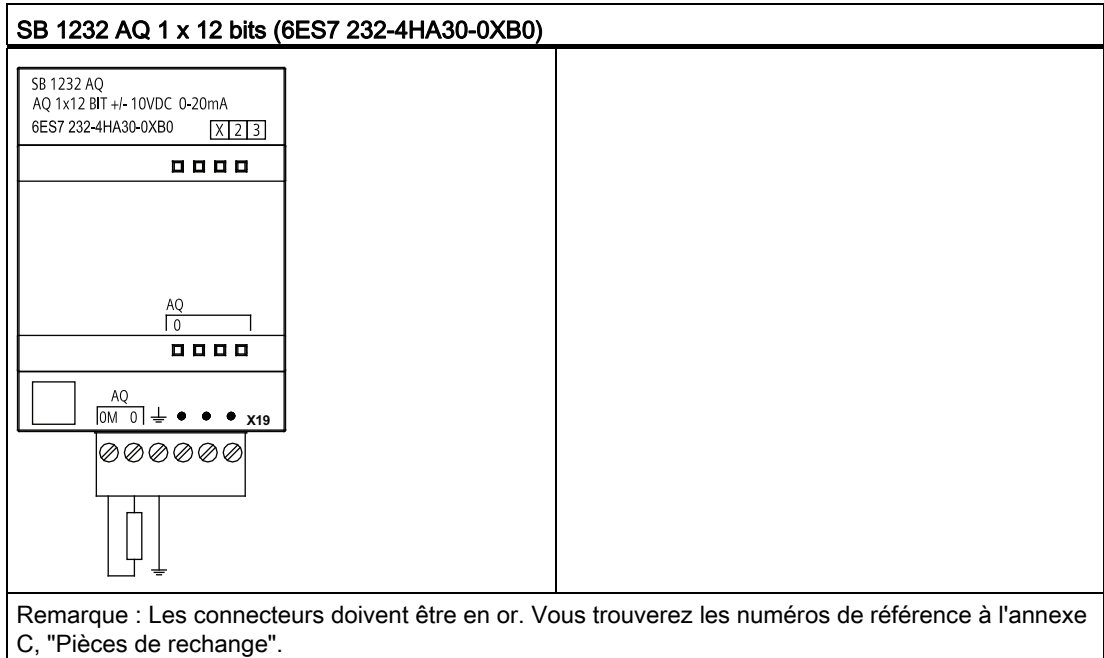 SB 1232 AQ 1 x 12 bits (6ES7 232-4HA30-0XB0)
SB 1232 AQ
AQ 1x12 BIT +/- 10VDC 0-20mA
6ES7 232-4HA30-0XB0 X 2 3
AQ
0
AQ
0M 0 X19
Remarque : Les connecteurs doivent être en or. Vous trouverez les numéros de référence à l'annexe
C, "Pièces de rechange".